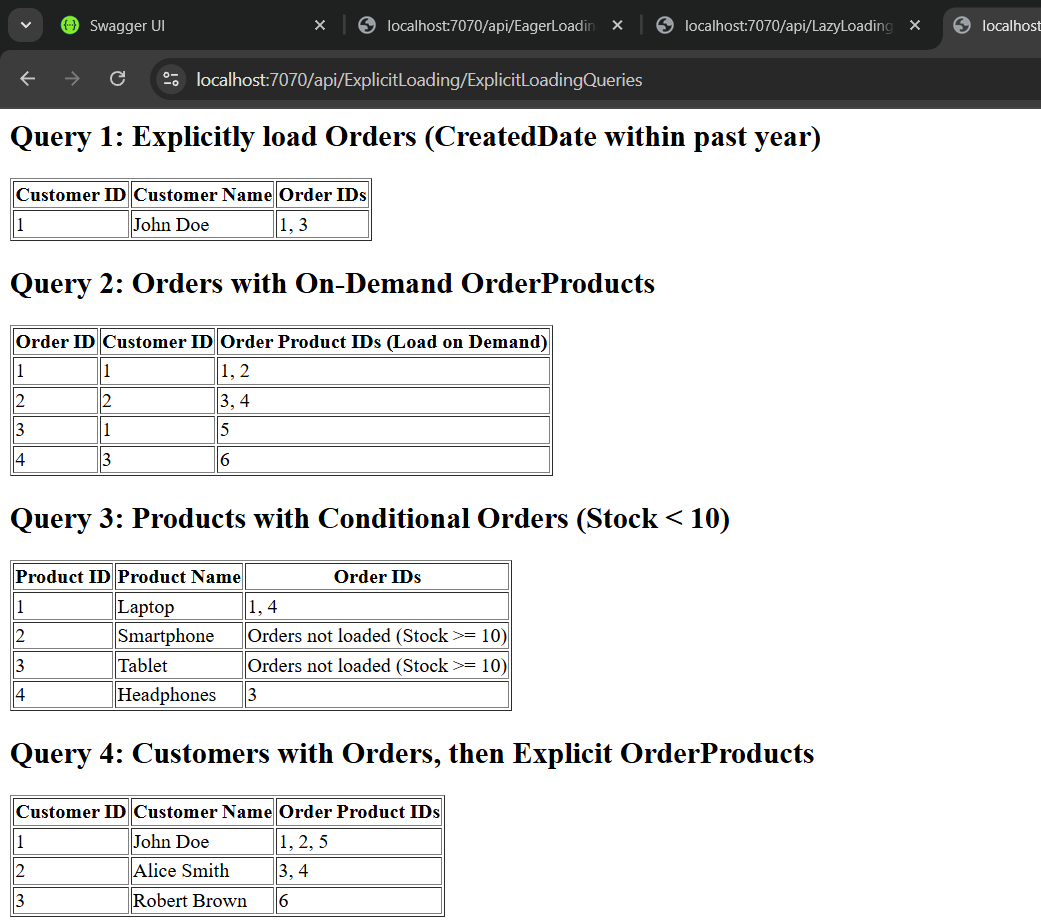 Swagger UI
localhost:7070/api/EagerLoadin
localhost:7070/api/LazyLoading
localhost
localhost:7070/api/ExplicitLoading/ExplicitLoadingQueries
Query 1: Explicitly load Orders (CreatedDate within past year)
Customer ID Customer Name Order IDs
1 John Doe 1, 3
Query 2: Orders with On-Demand OrderProducts
Order ID Customer ID Order Product IDs (Load on Demand)
1 1 1, 2
2 2 3, 4
3 1 5
4 3 6
Query 3: Products with Conditional Orders (Stock < 10)
Product ID Product Name Order IDs
1 Laptop 1, 4
2 Smartphone Orders not loaded (Stock >= 10)
3 Tablet Orders not loaded (Stock >= 10)
4 Headphones 3
Query 4: Customers with Orders, then Explicit OrderProducts
Customer ID Customer Name Order Product IDs
1 John Doe 1, 2, 5
2 Alice Smith 3, 4
3 Robert Brown 6